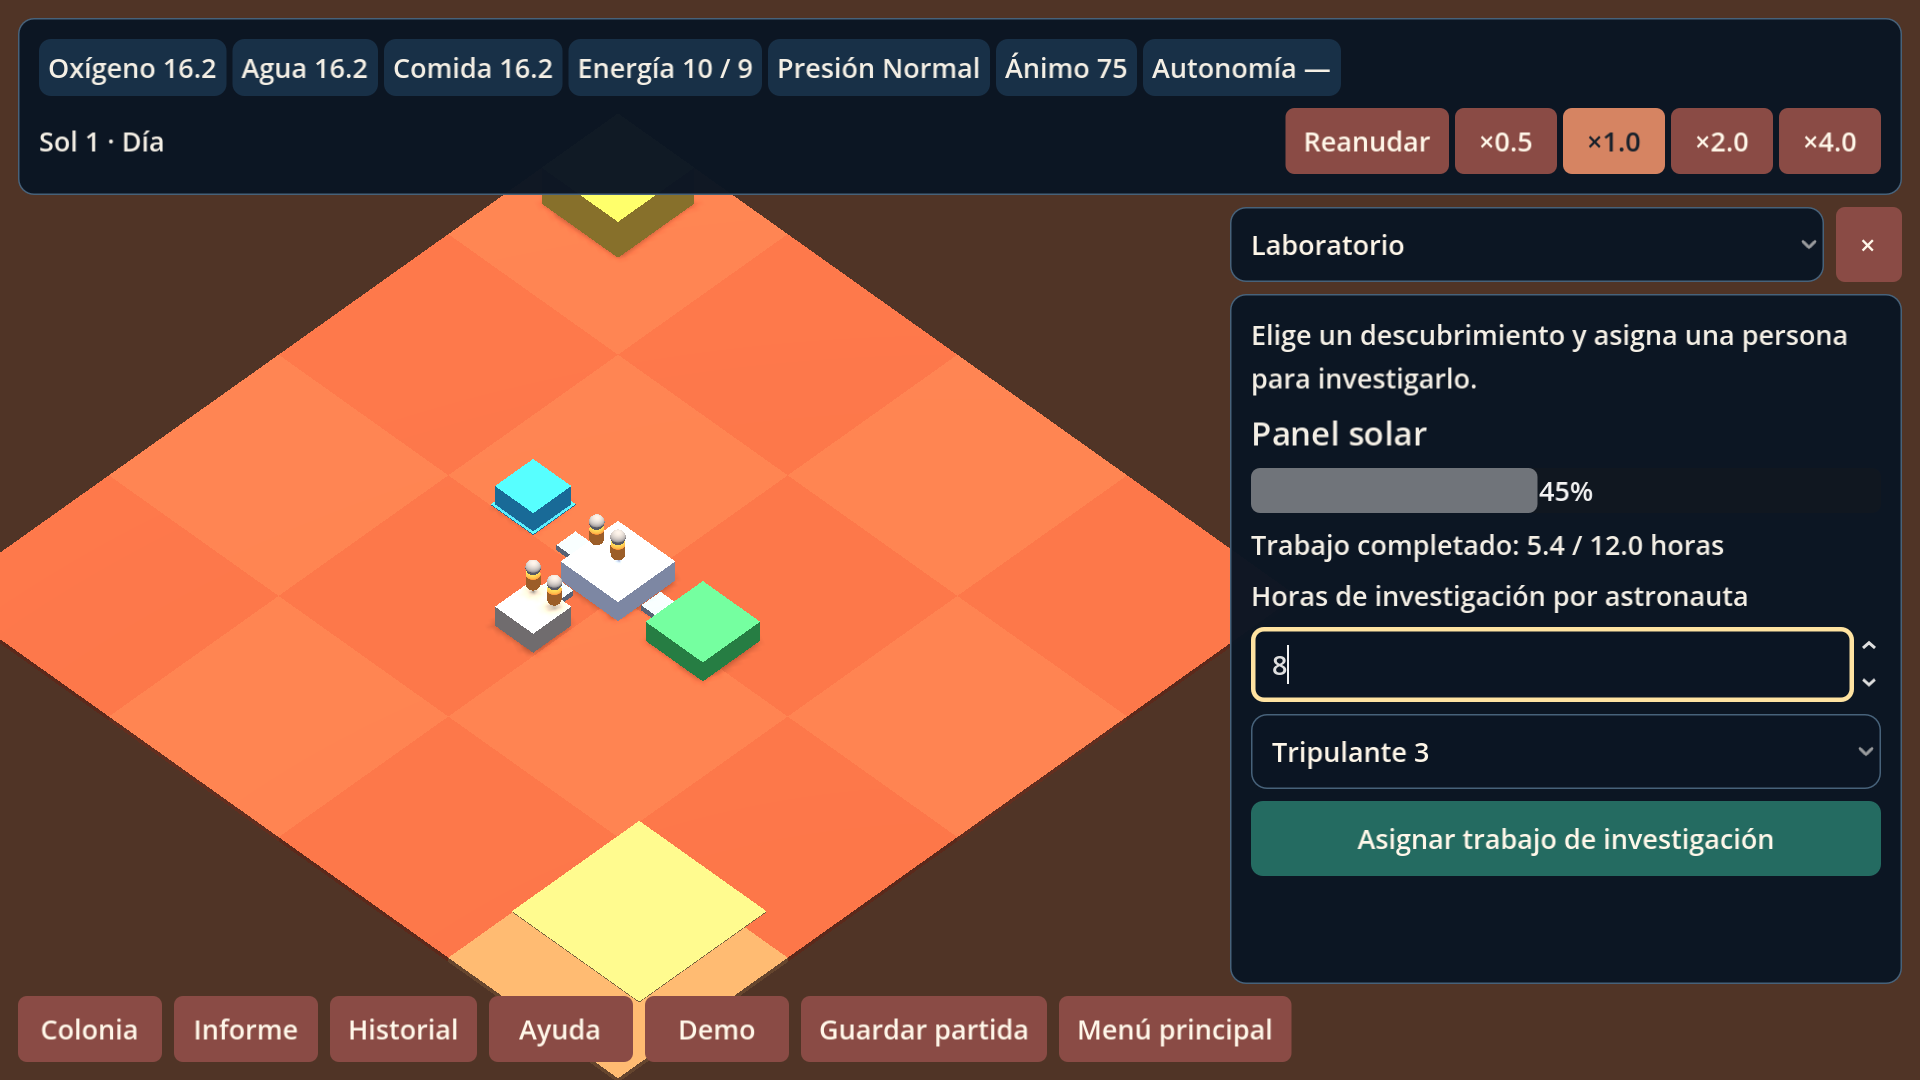 Oxígeno 16.2 Agua 16.2 Comida 16.2 Energía 10 / 9 Presión Normal Ánimo 75 Autonomía —
Sol 1 · Día Reanudar ×0.5 ×1.0 ×2.0 ×4.0
Laboratorio ×
Elige un descubrimiento y asigna una persona
para investigarlo.
Panel solar
45%
Trabajo completado: 5.4 / 12.0 horas
Horas de investigación por astronauta
8
Tripulante 3
Asignar trabajo de investigación
Colonia Informe Historial Ayuda Demo Guardar partida Menú principal